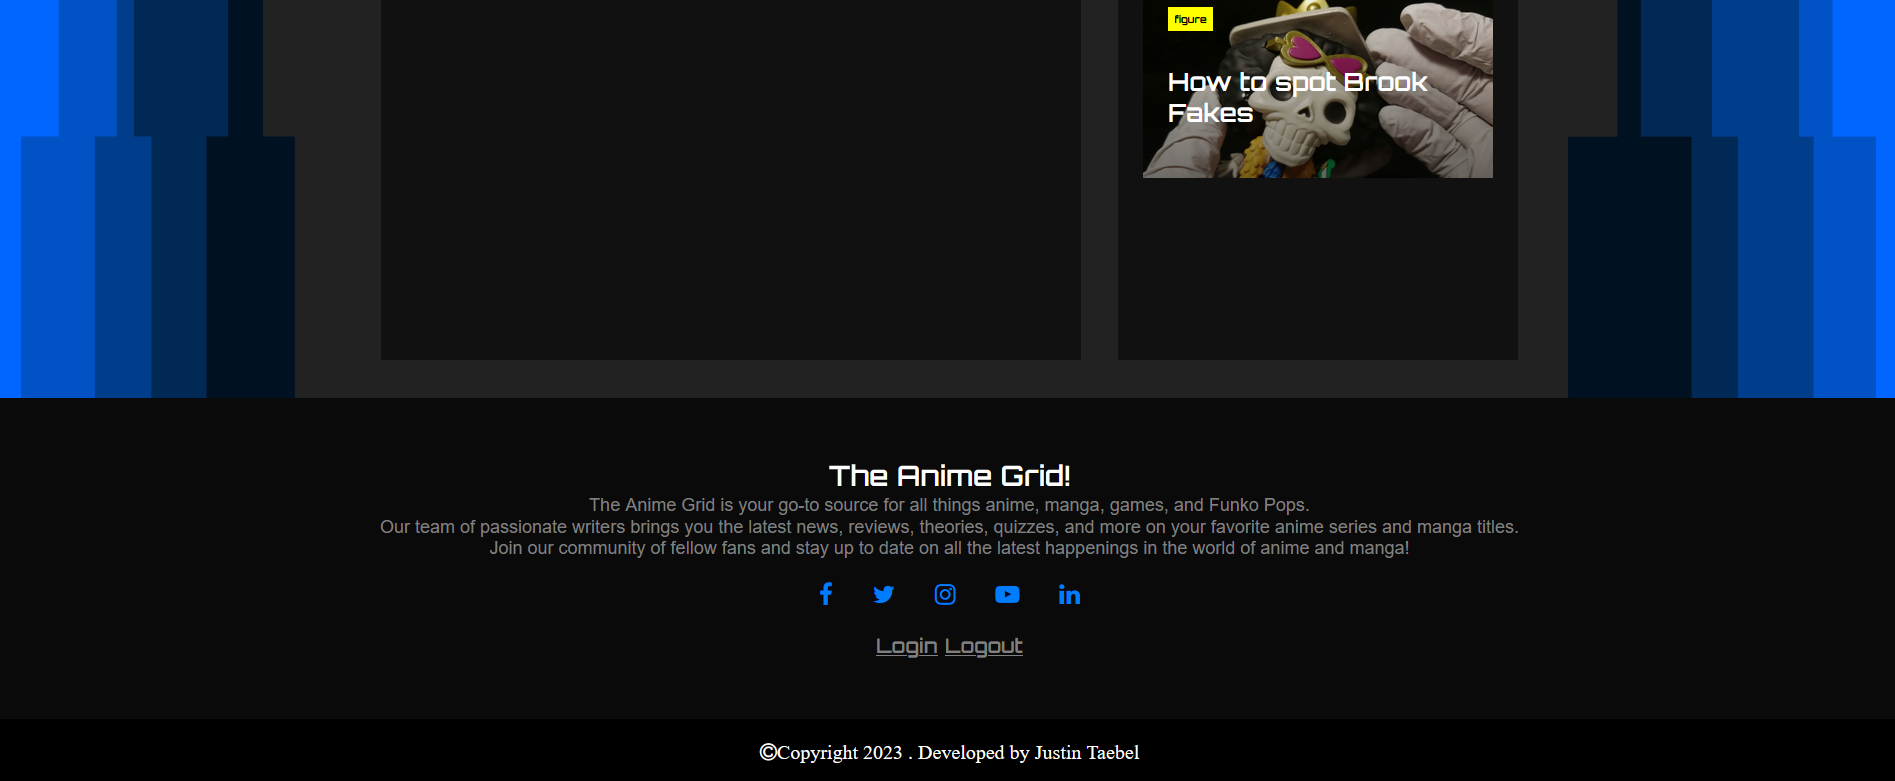 figure
How to spot Brook
Fakes
The Anime Grid!
The Anime Grid is your go-to source for all things anime, manga, games, and Funko Pops.
Our team of passionate writers brings you the latest news, reviews, theories, quizzes, and more on your favorite anime series and manga titles.
Join our community of fellow fans and stay up to date on all the latest happenings in the world of anime and manga!
Login Logout
©Copyright 2023 . Developed by Justin Taebel